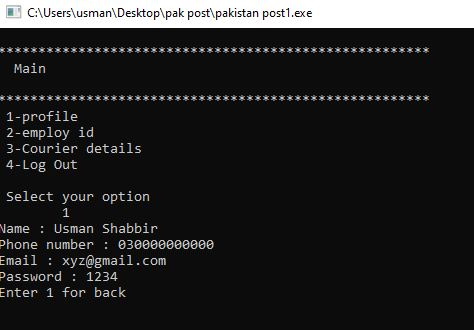 C:\Users\usman\Desktop\pak post\pakistan post1.exe
******************************************************
Main
******************************************************
1-profile
2-employ id
3-Courier details
4-Log Out
Select your option
1
Name : Usman Shabbir
Phone number : 030000000000
Email : xyz@gmail.com
Password : 1234
Enter 1 for back